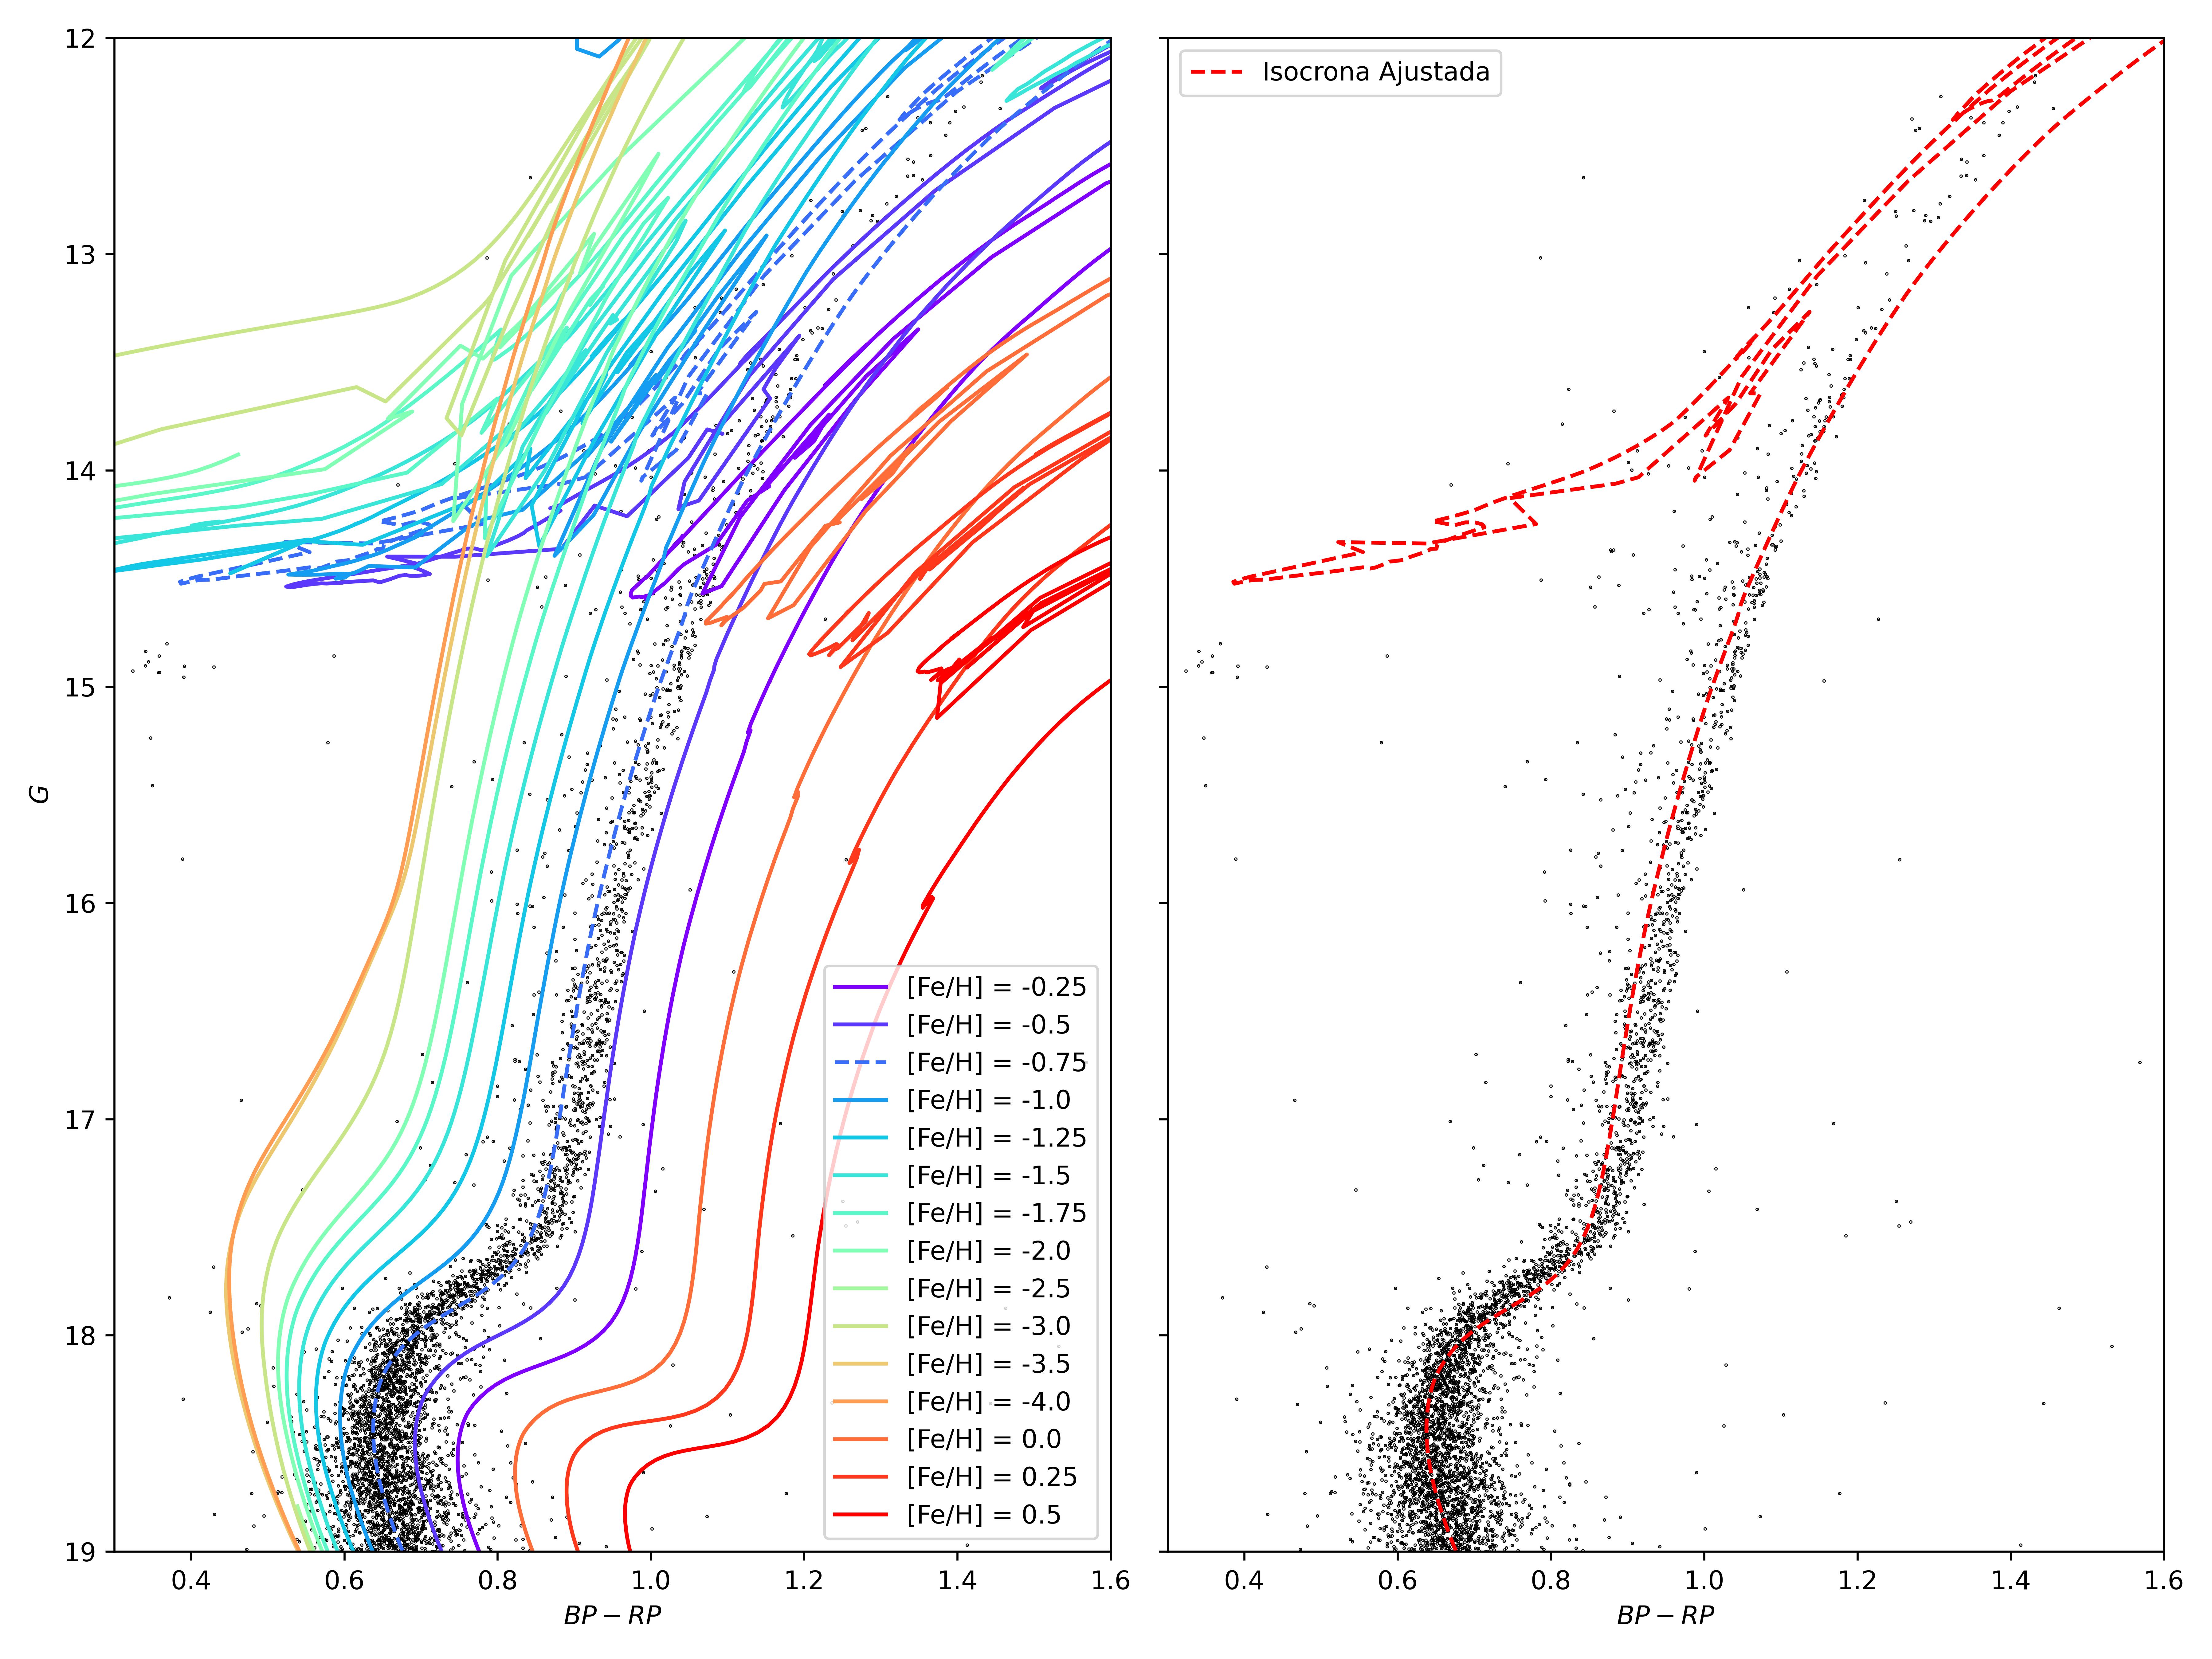 12
13
14
15
16
17
18
19
G
0.4 0.6 0.8 1.0 1.2 1.4 1.6
BP − RP
[Fe/H] = -0.25
[Fe/H] = -0.5
[Fe/H] = -0.75
[Fe/H] = -1.0
[Fe/H] = -1.25
[Fe/H] = -1.5
[Fe/H] = -1.75
[Fe/H] = -2.0
[Fe/H] = -2.5
[Fe/H] = -3.0
[Fe/H] = -3.5
[Fe/H] = -4.0
[Fe/H] = 0.0
[Fe/H] = 0.25
[Fe/H] = 0.5
Isocrona Ajustada
0.4 0.6 0.8 1.0 1.2 1.4 1.6
BP − RP